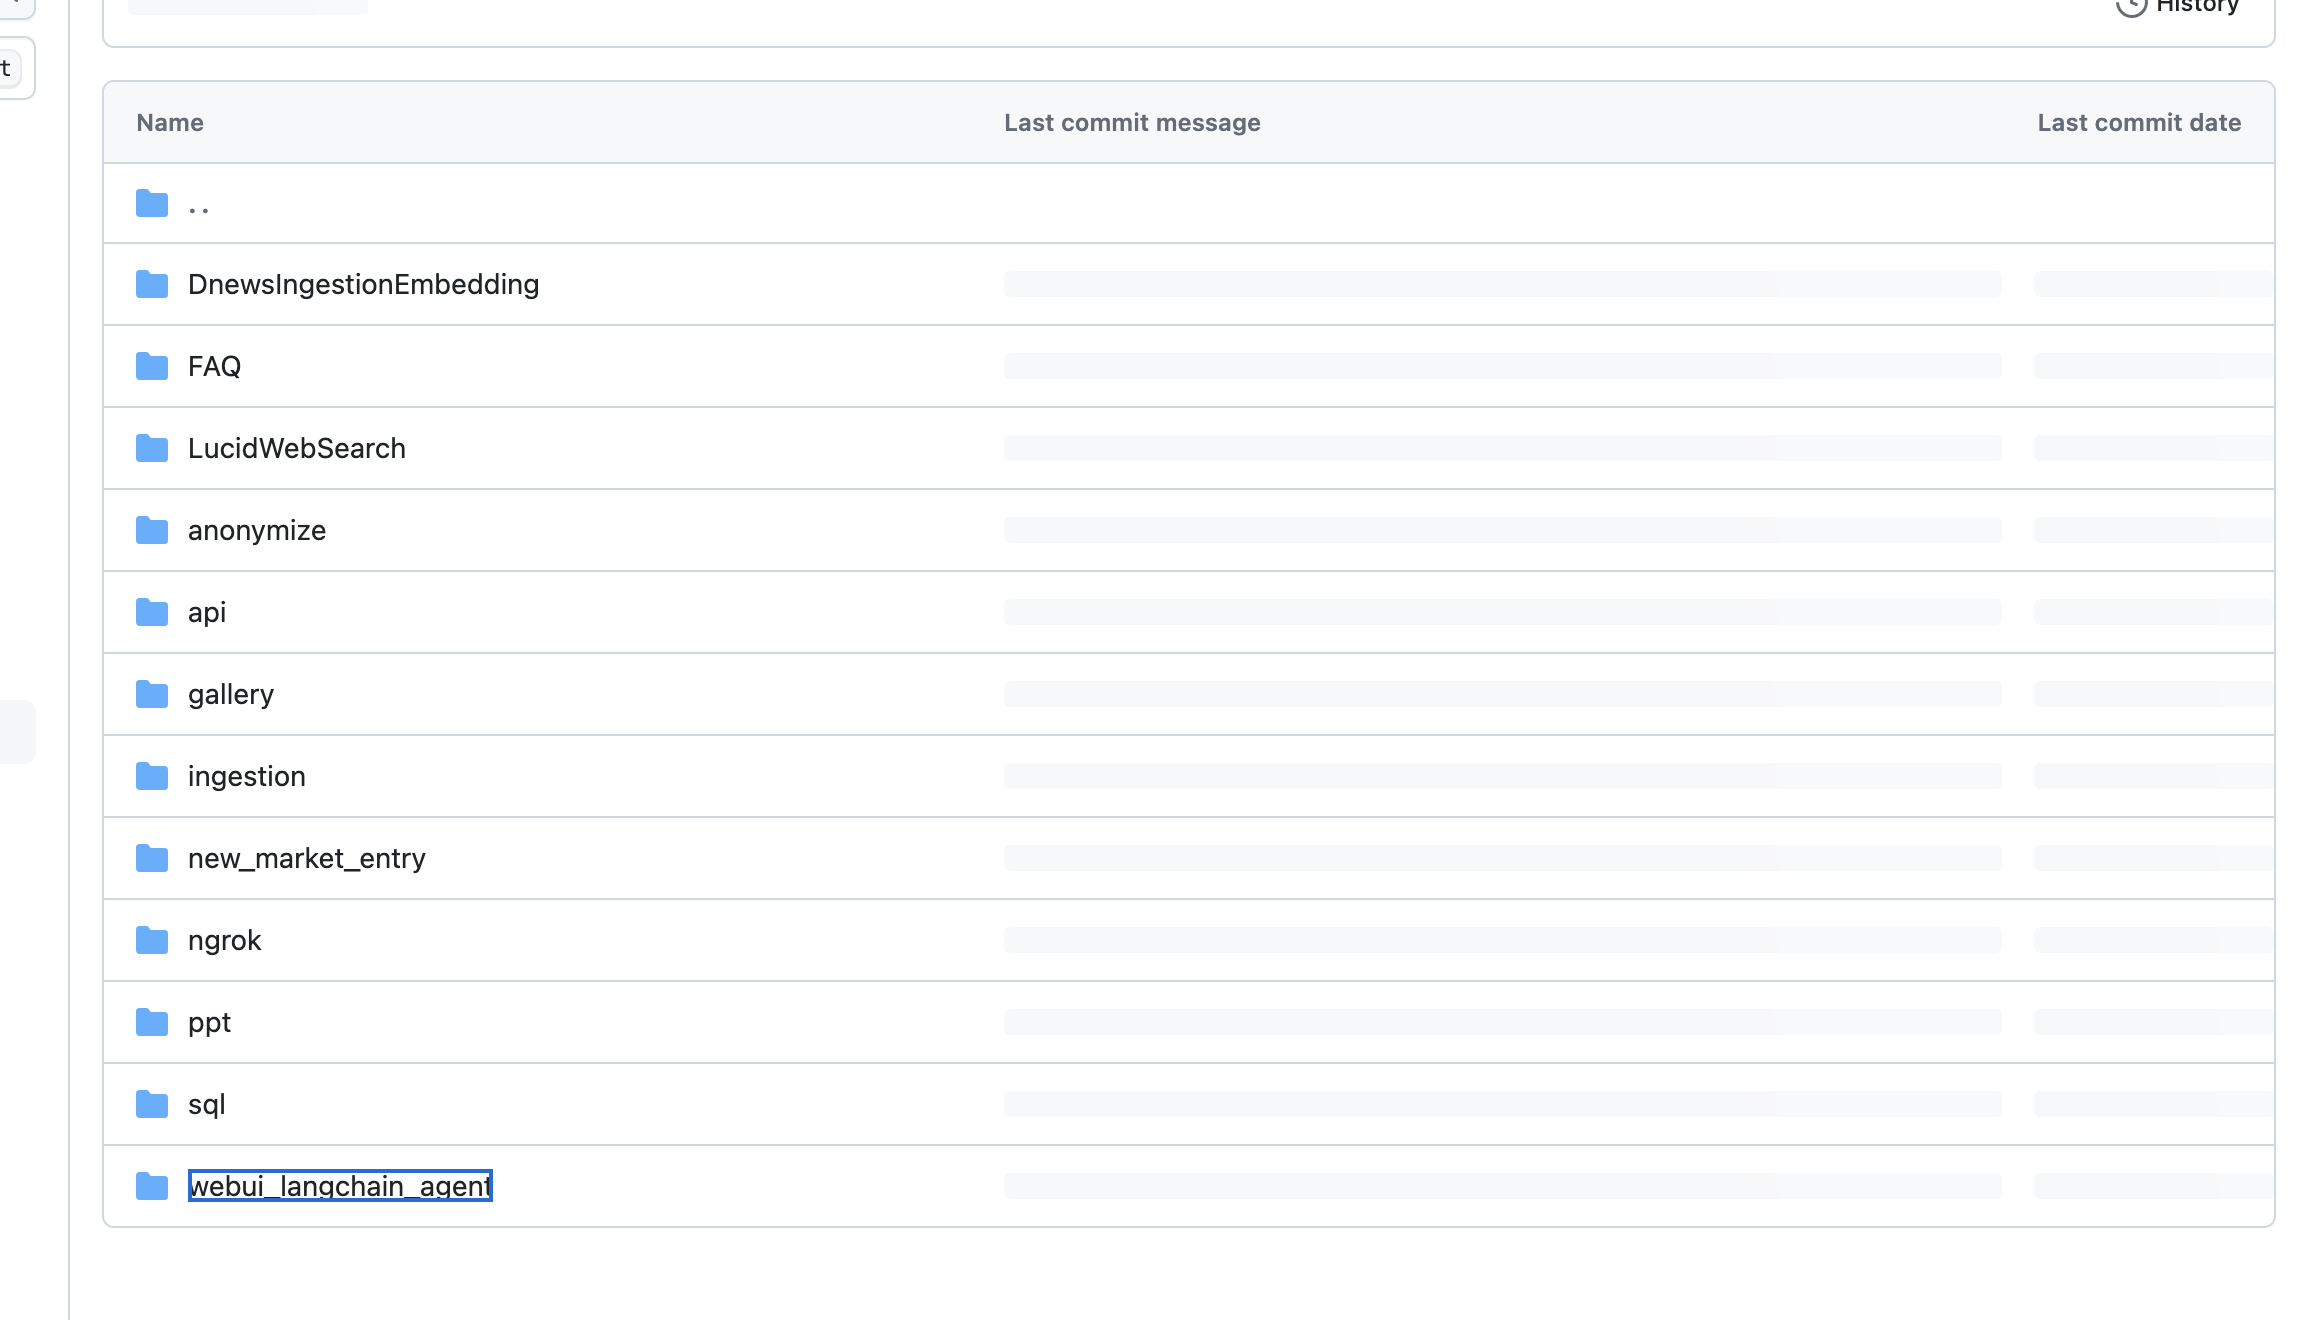 History
t
Name Last commit message Last commit date
..
DnewsIngestionEmbedding
FAQ
LucidWebSearch
anonymize
api
gallery
ingestion
new_market_entry
ngrok
ppt
sql
webui_langchain_agent